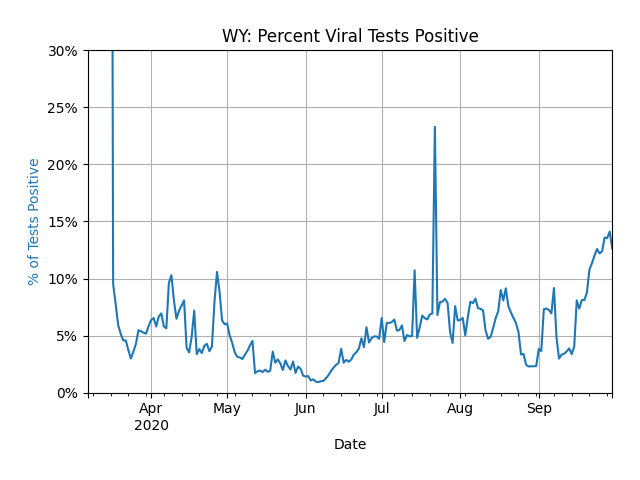 WY: Percent Viral Tests Positive
30%
25%
20%
15%
10%
5%
0%
% of Tests Positive
Apr
2020
May
Jun
Jul
Aug
Sep
Date